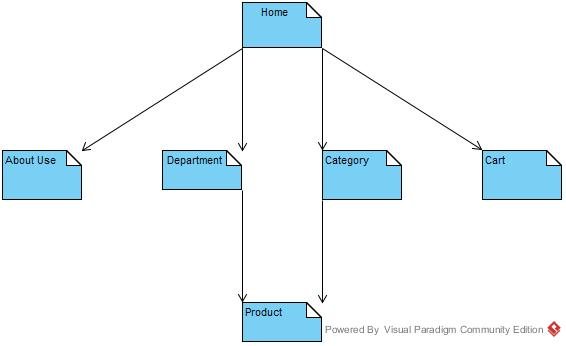 Home
About Use
Department
Category
Cart
Product
Powered By Visual Paradigm Community Edition